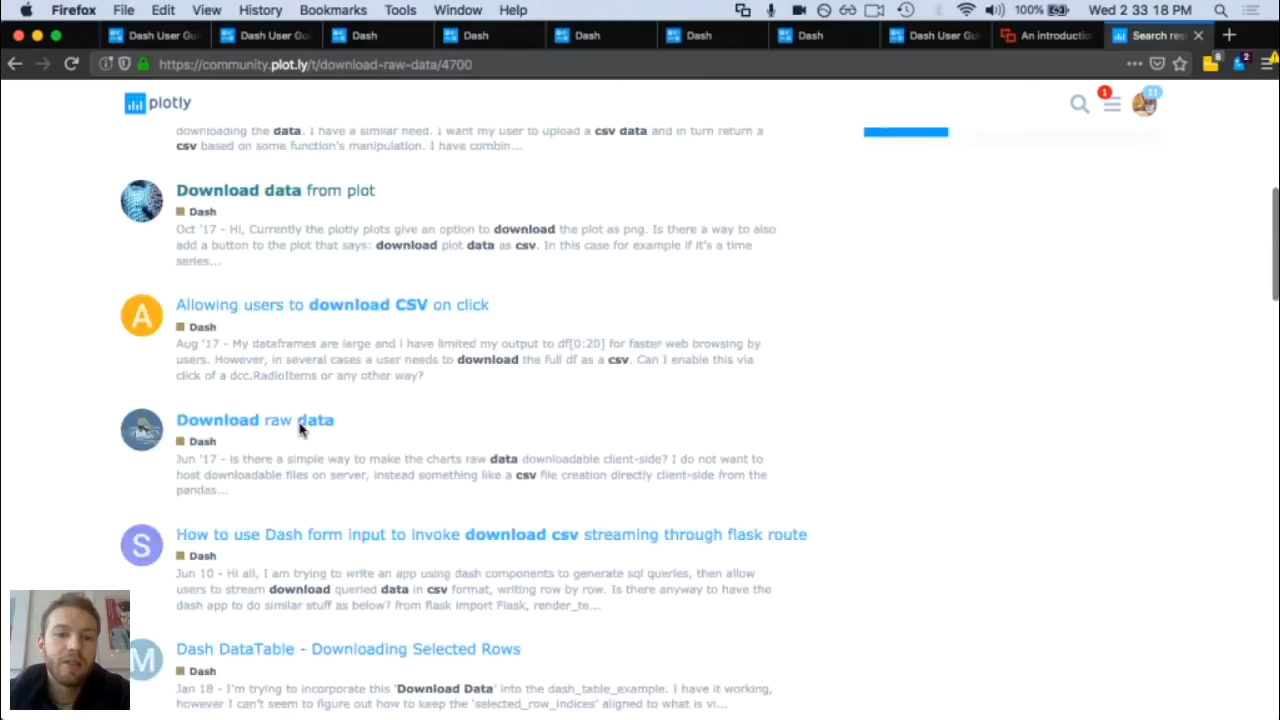 Firefox File Edit View History Bookmarks Tools Window Help 100% Wed 2 33 18 PM
Dash User Gui Dash User Gui Dash Dash Dash Dash Dash Dash User Gui An introducti Search res
https://community.plot.ly/t/download-raw-data/4700
8 2
plotly 1 11
downloading the data. I have a similar need. I want my user to upload a csv data and in turn return a
csv based on some function's manipulation. I have combin...
Download data from plot
Dash
Oct '17 - Hi, Currently the plotly plots give an option to download the plot as png. Is there a way to also
add a button to the plot that says: download plot data as csv. In this case for example if it's a time
series...
A
Allowing users to download CSV on click
Dash
Aug '17 - My dataframes are large and i have limited my output to df[0:20] for faster web browsing by
users. However, in several cases a user needs to download the full df as a csv. Can I enable this via
click of a dcc.RadioItems or any other way?
Download raw data
Dash
Jun '17 - is there a simple way to make the charts raw data downloadable client-side? I do not want to
host downloadable files on server, instead something like a csv file creation directly client-side from the
pandas...
S
How to use Dash form input to invoke download csv streaming through flask route
Dash
Jun 10 - Hi all, I am trying to write an app using dash components to generate sql queries, then allow
users to stream download queried data in csv format, writing row by row. Is there anyway to have the
dash app to do similar stuff as below? from flask import Flask, render_te...
M
Dash DataTable - Downloading Selected Rows
Dash
Jan 18 - I'm trying to incorporate this 'Download Data' into the dash_table_example. I have it working,
however I can't seem to figure out how to keep the 'selected_row_indices' aligned to what is vi...